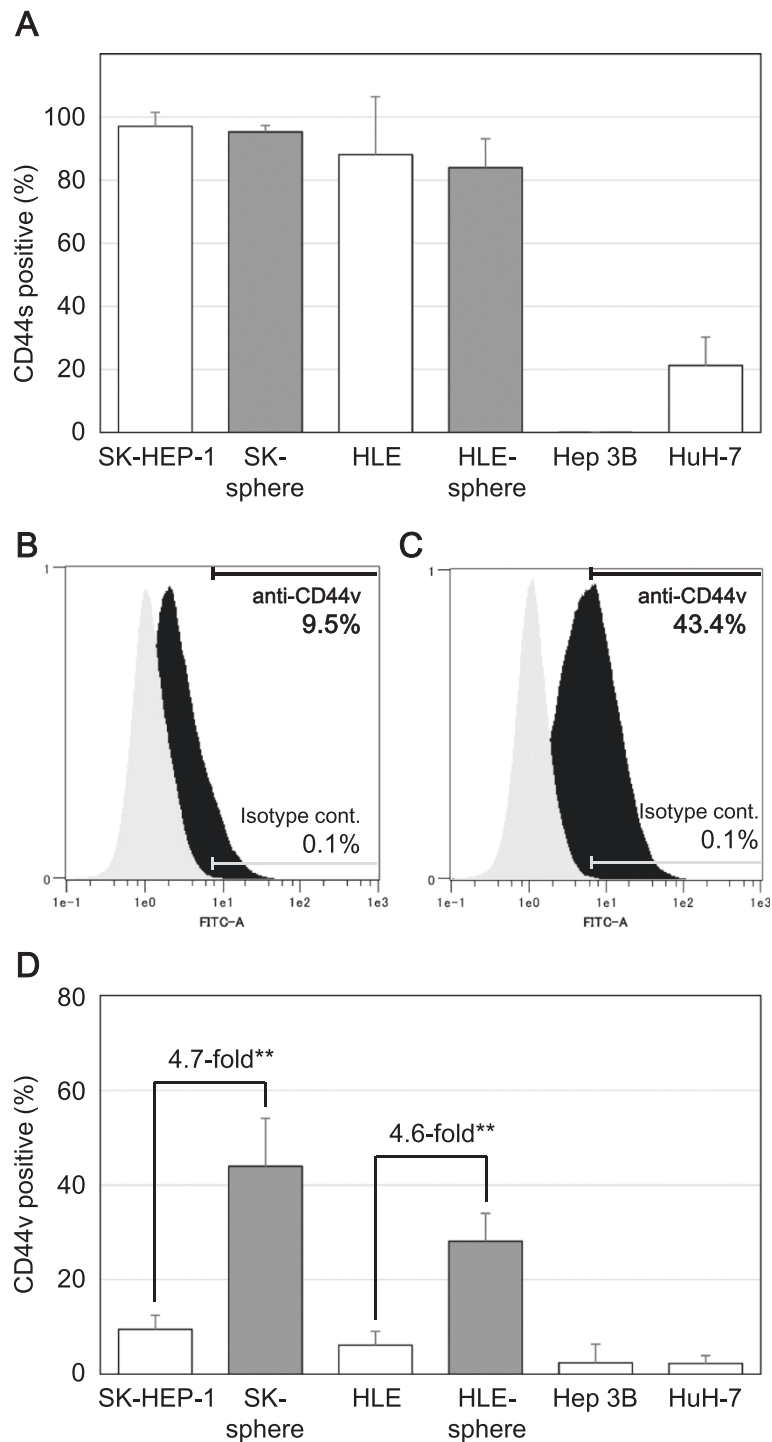 A
CD44s positive (%)
100
80
60
40
20
0
SK-HEP-1 SK-sphere HLE HLE-sphere Hep 3B HuH-7
B
1
anti-CD44v
9.5%
Isotype cont.
0.1%
0
1e-1 1e0 1e1 1e2 1e3
FITC-A
C
1
anti-CD44v
43.4%
Isotype cont.
0.1%
0
1e-1 1e0 1e1 1e2 1e3
FITC-A
D
CD44v positive (%)
80
60
40
20
0
4.7-fold**
4.6-fold**
SK-HEP-1 SK-sphere HLE HLE-sphere Hep 3B HuH-7